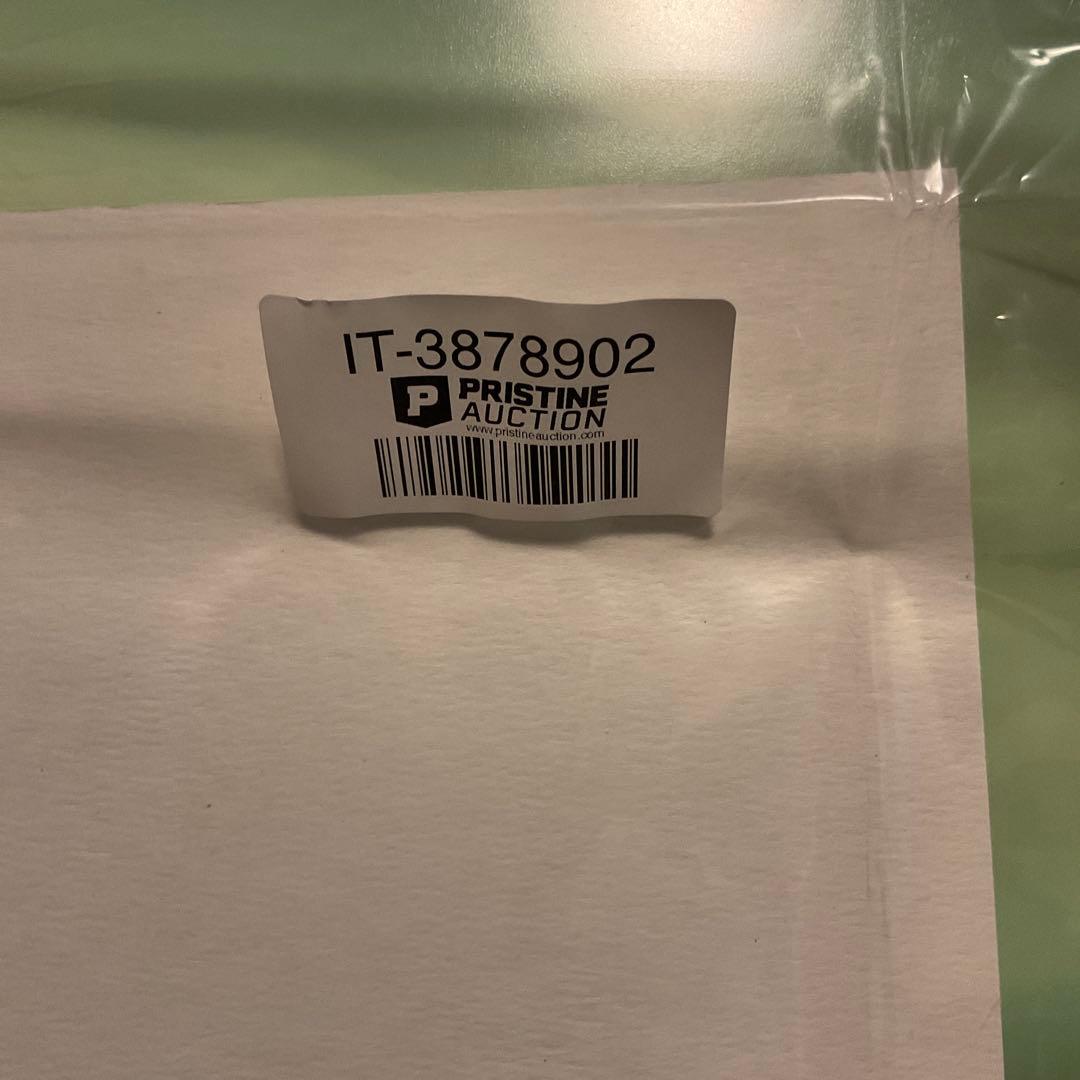 IT-3878902
P PRISTINE
AUCTION
www.pristineauction.com